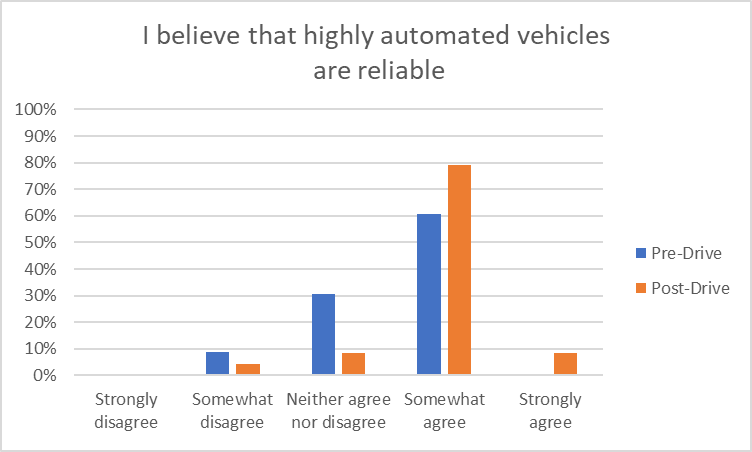 I believe that highly automated vehicles
are reliable
100%
90%
80%
70%
60%
50%
40%
30%
20%
10%
0%
Strongly
disagree
Somewhat
disagree
Neither agree
nor disagree
Somewhat
agree
Strongly
agree
Pre-Drive
Post-Drive